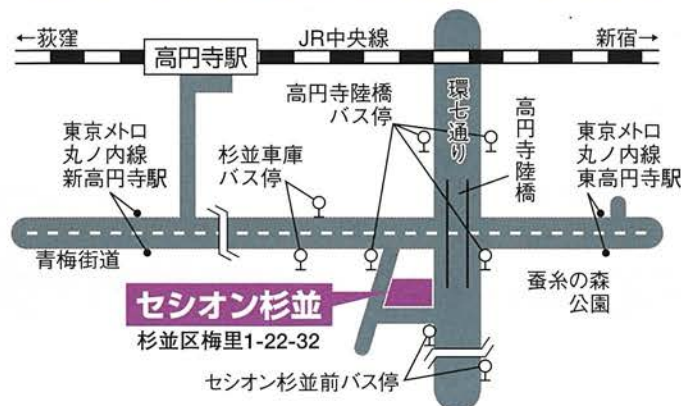 ←荻窪
JR中央線
新宿→
高円寺駅
高円寺陸橋
バス停
環七通り
高円寺陸橋
東京メトロ
丸ノ内線
新高円寺駅
杉並車庫
バス停
東京メトロ
丸ノ内線
東高円寺駅
青梅街道
蚕糸の森
公園
セシオン杉並
杉並区梅里1-22-32
セシオン杉並前バス停